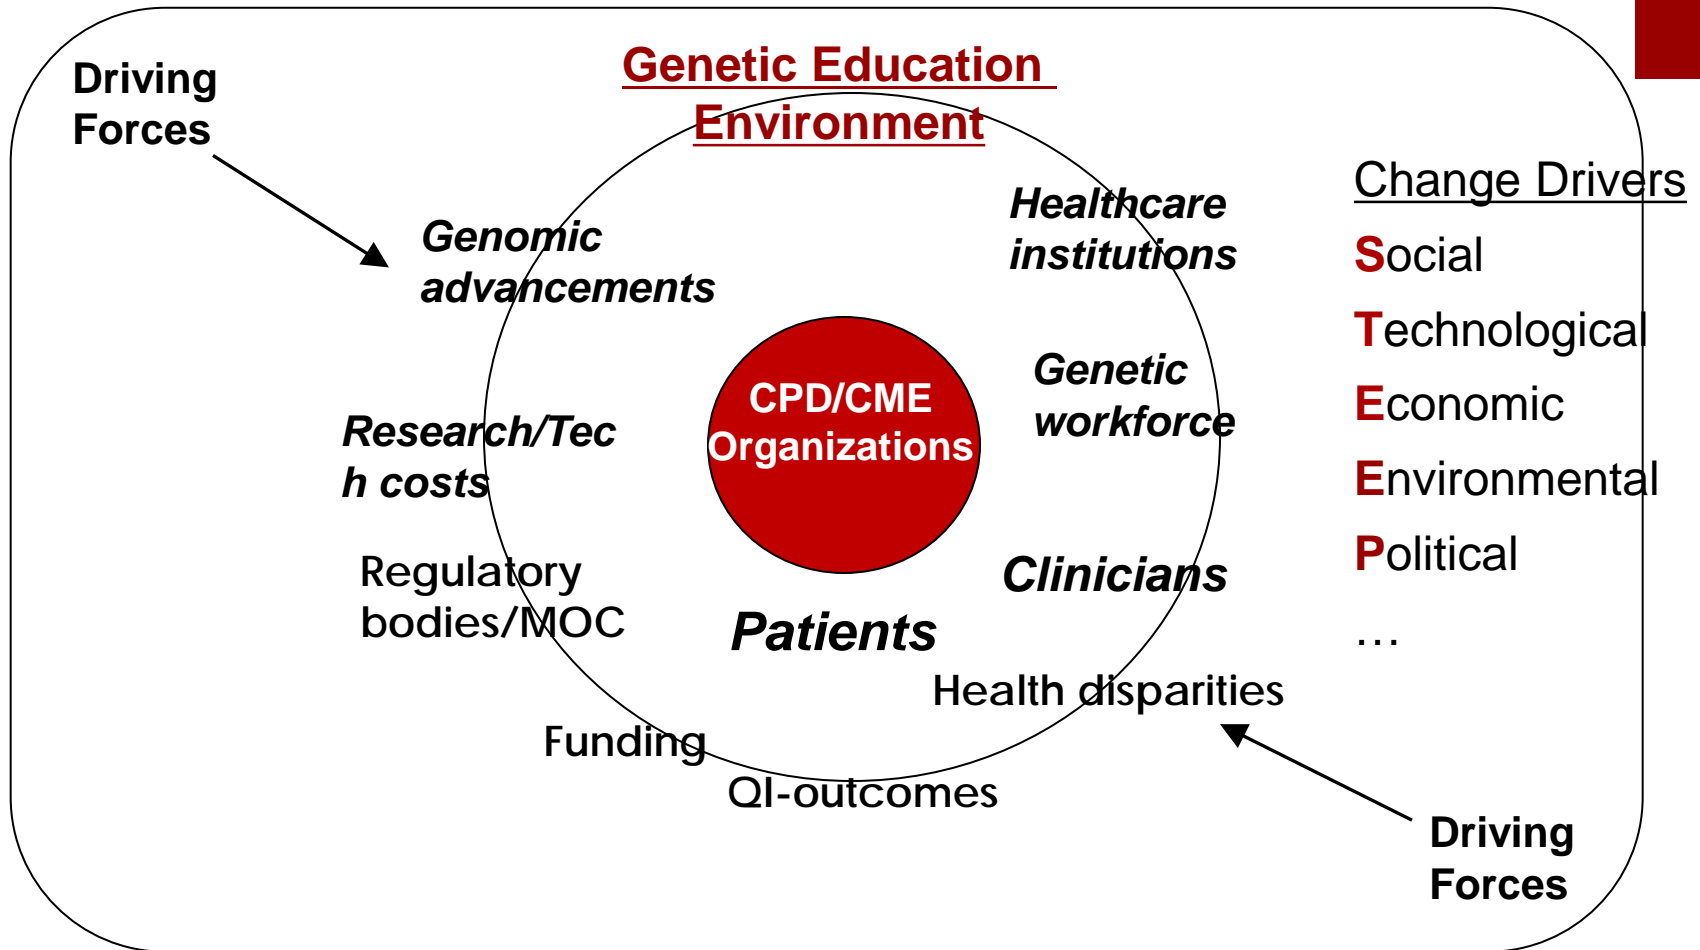 Genetic Education
Environment
Driving
Forces
Genomic
advancements
Research/Tec
h costs
Regulatory
bodies/MOC
Funding
QI-outcomes
CPD/CME
Organizations
Patients
Healthcare
institutions
Genetic
workforce
Clinicians
Health disparities
Change Drivers
Social
Technological
Economic
Environmental
Political
…
Driving
Forces